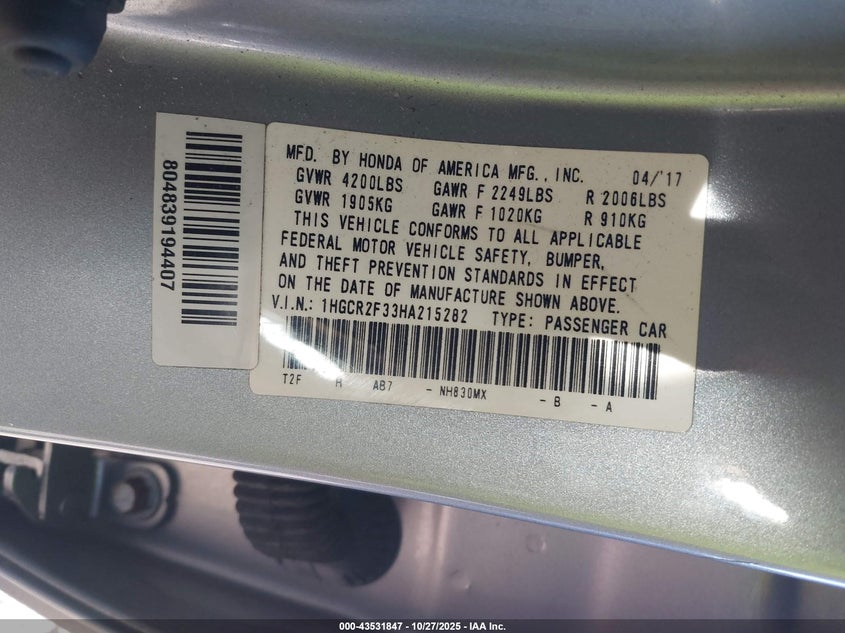 804839194407
MFD. BY HONDA OF AMERICA MFG., INC. 04/'17
GVWR 4200LBS GAWR F 2249LBS R 2006LBS
GVWR 1905KG GAWR F 1020KG R 910KG
THIS VEHICLE CONFORMS TO ALL APPLICABLE
FEDERAL MOTOR VEHICLE SAFETY, BUMPER,
AND THEFT PREVENTION STANDARDS IN EFFECT
ON THE DATE OF MANUFACTURE SHOWN ABOVE.
V.I.N.: 1HGCR2F33HA215282 TYPE: PASSENGER CAR
T2F H AB7 - NH830MX - B - A
000-43531847 - 10/27/2025 - IAA Inc.